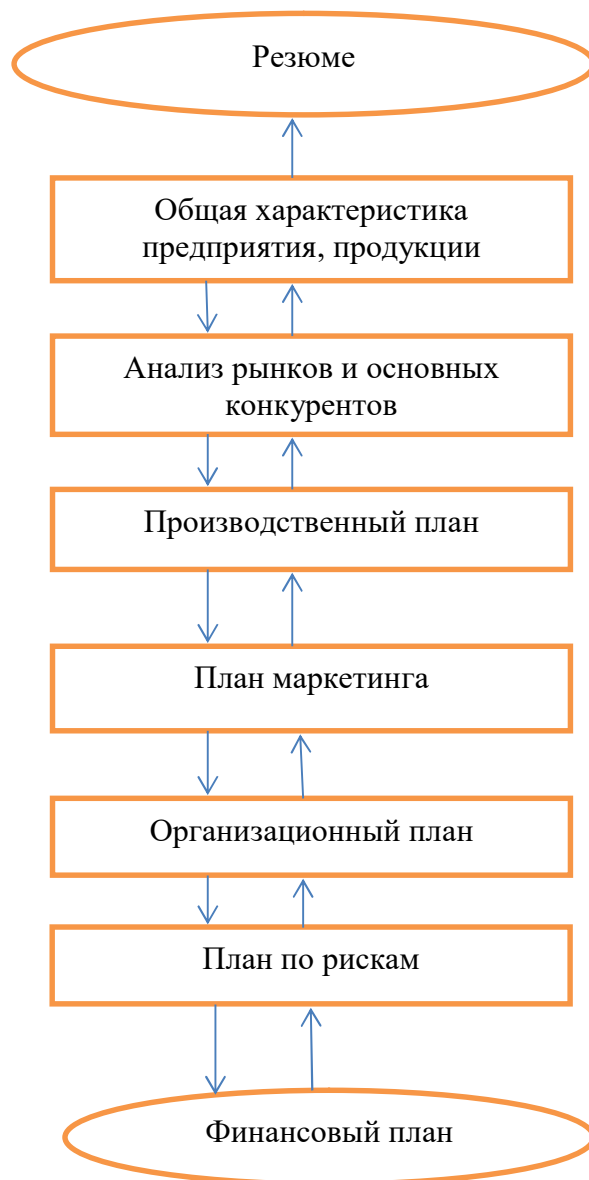 Резюме
Общая характеристика
предприятия, продукции
Анализ рынков и основных
конкурентов
Производственный план
План маркетинга
Организационный план
План по рискам
Финансовый план